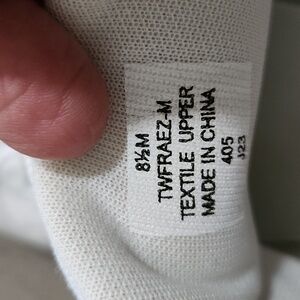 8½M
TWFRAEZ-M
TEXTILE UPPER
MADE IN CHINA
405
J23